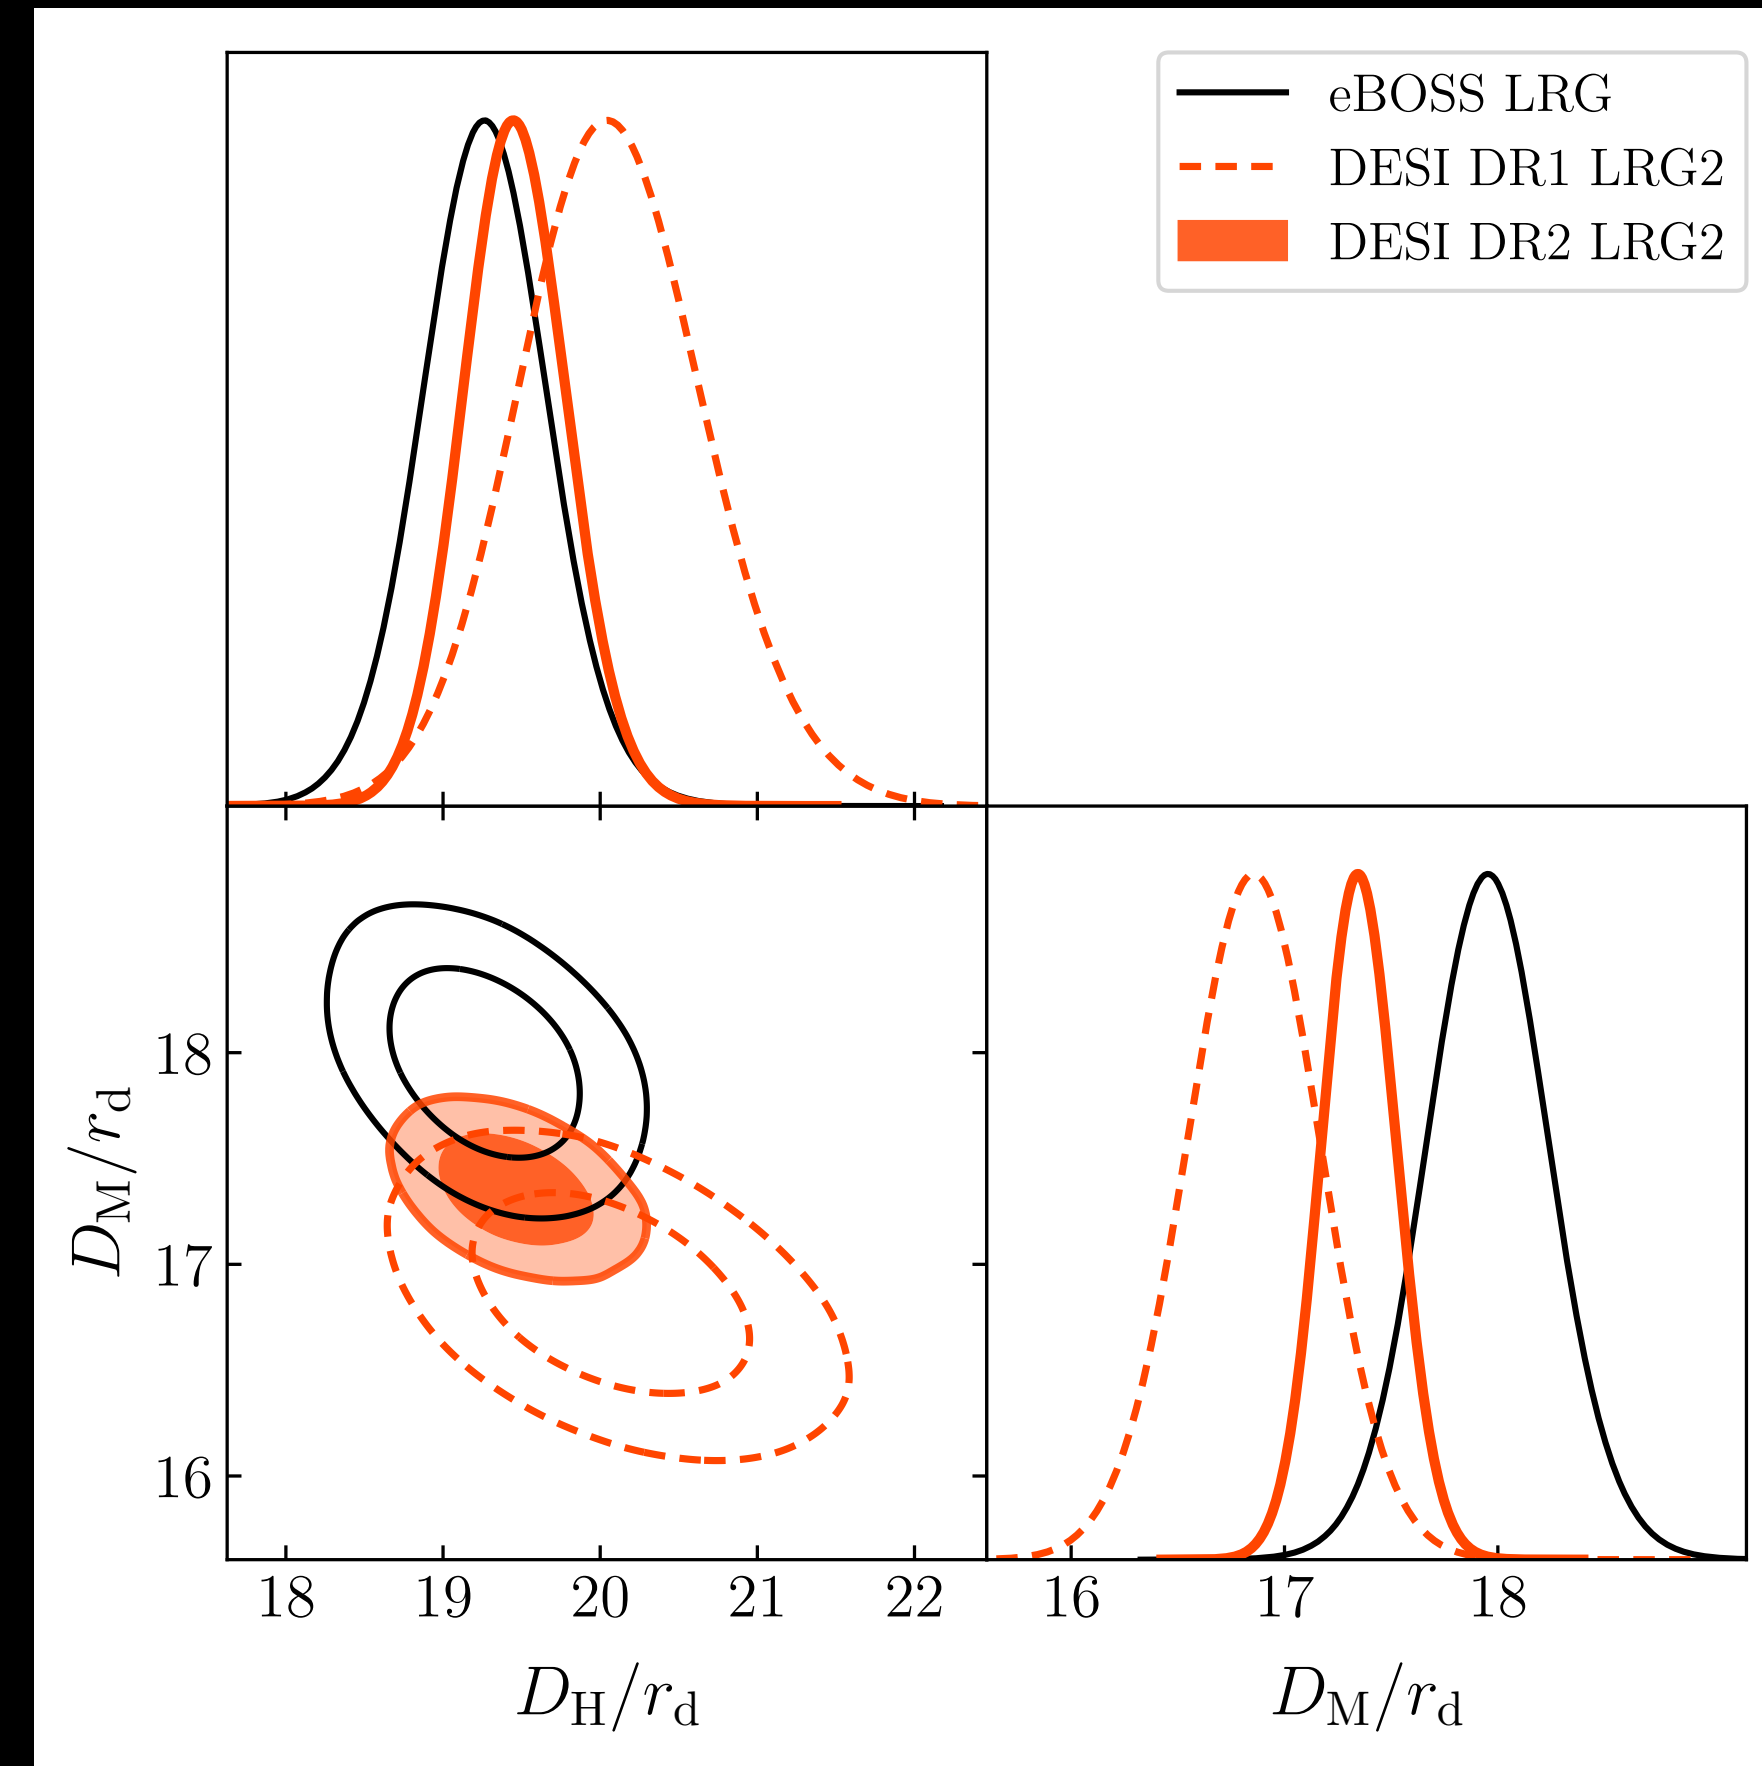 eBOSS LRG
DESI DR1 LRG2
DESI DR2 LRG2
18
17
16
D_M/r_d
18 19 20 21 22
16 17 18
D_H/r_d
D_M/r_d